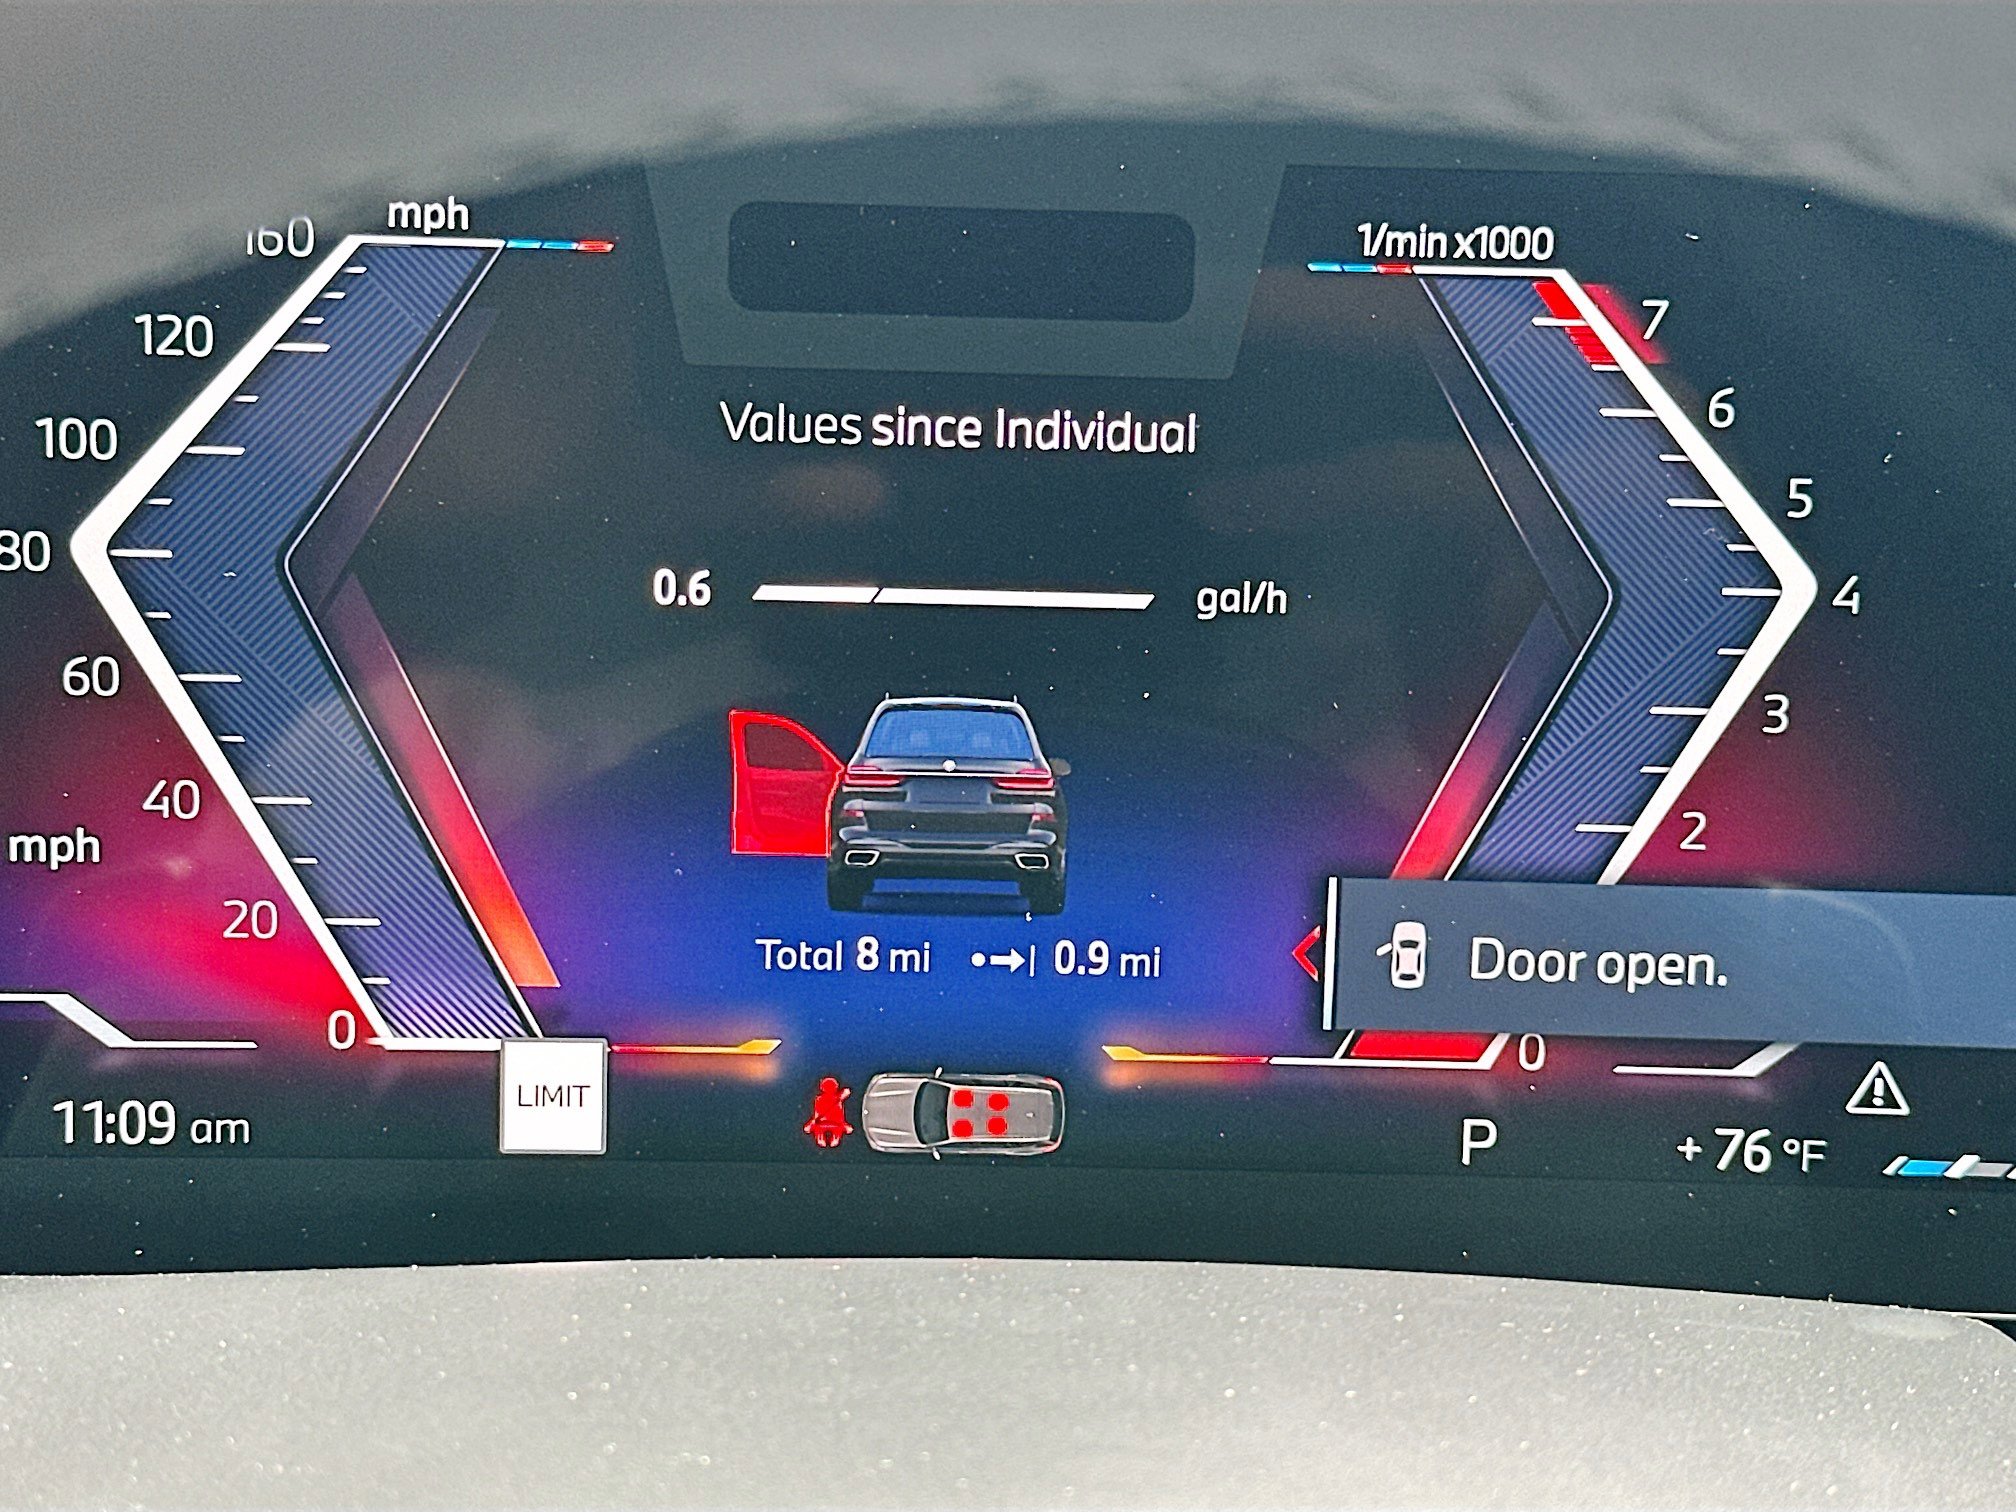 mph
160
120
100
80
60
40
20
0
mph
1/min x1000
7
6
5
4
3
2
0
Values since Individual
0.6 gal/h
Total 8 mi 0.9 mi
Door open.
11:09 am
LIMIT
P
+ 76 °F